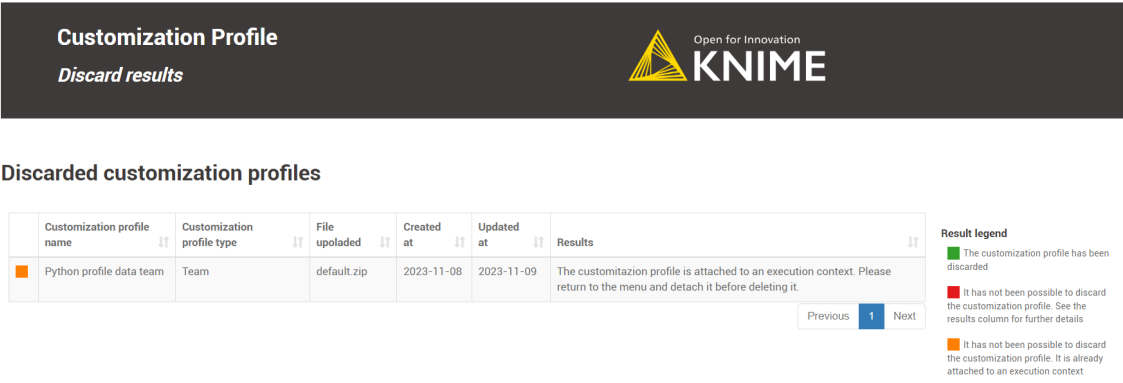 Customization Profile
Discard results
Open for Innovation
KNIME
Discarded customization profiles
Customization profile name
Customization profile type
File upoladed
Created at
Updated at
Results
Python profile data team
Team
default.zip
2023-11-08
2023-11-09
The customitazion profile is attached to an execution context. Please
return to the menu and detach it before deleting it.
Previous 1 Next
Result legend
The customization profile has been
discarded
It has not been possible to discard
the customization profile. See the
results column for further details
It has not been possible to discard
the customization profile. It is already
attached to an execution context